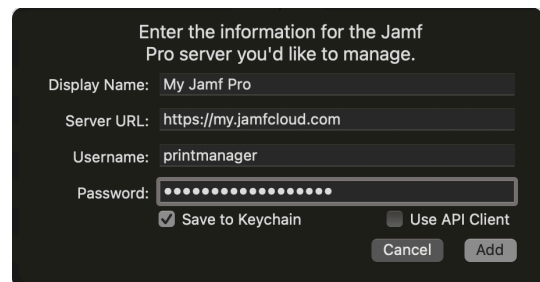 Enter the information for the Jamf
Pro server you'd like to manage.
Display Name: My Jamf Pro
Server URL: https://my.jamfcloud.com
Username: printmanager
Password: ●●●●●●●●●●●●●●●●●●
Save to Keychain Use API Client
Cancel Add